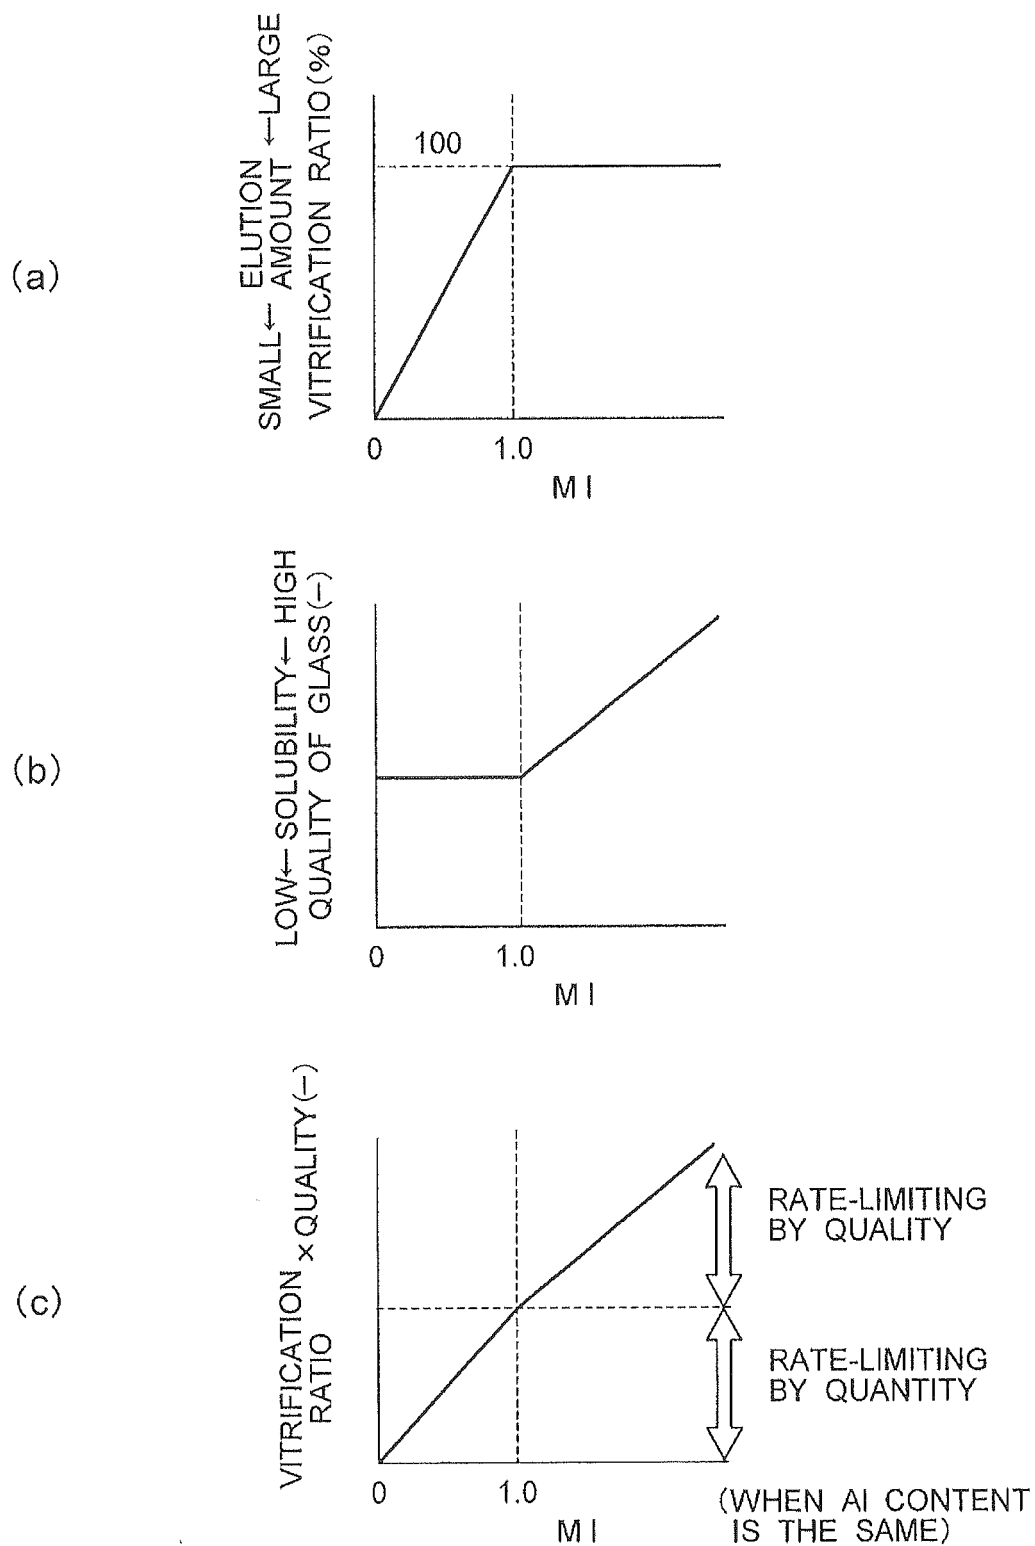 (a)
SMALL← ELUTION AMOUNT ←LARGE
VITRIFICATION RATIO(%)
100
0
1.0
MI
(b)
LOW←SOLUBILITY←HIGH
QUALITY OF GLASS(−)
0
1.0
MI
(c)
VITRIFICATION RATIO ×QUALITY(−)
RATE-LIMITING
BY QUALITY
RATE-LIMITING
BY QUANTITY
0
1.0
MI
(WHEN AI CONTENT
IS THE SAME)